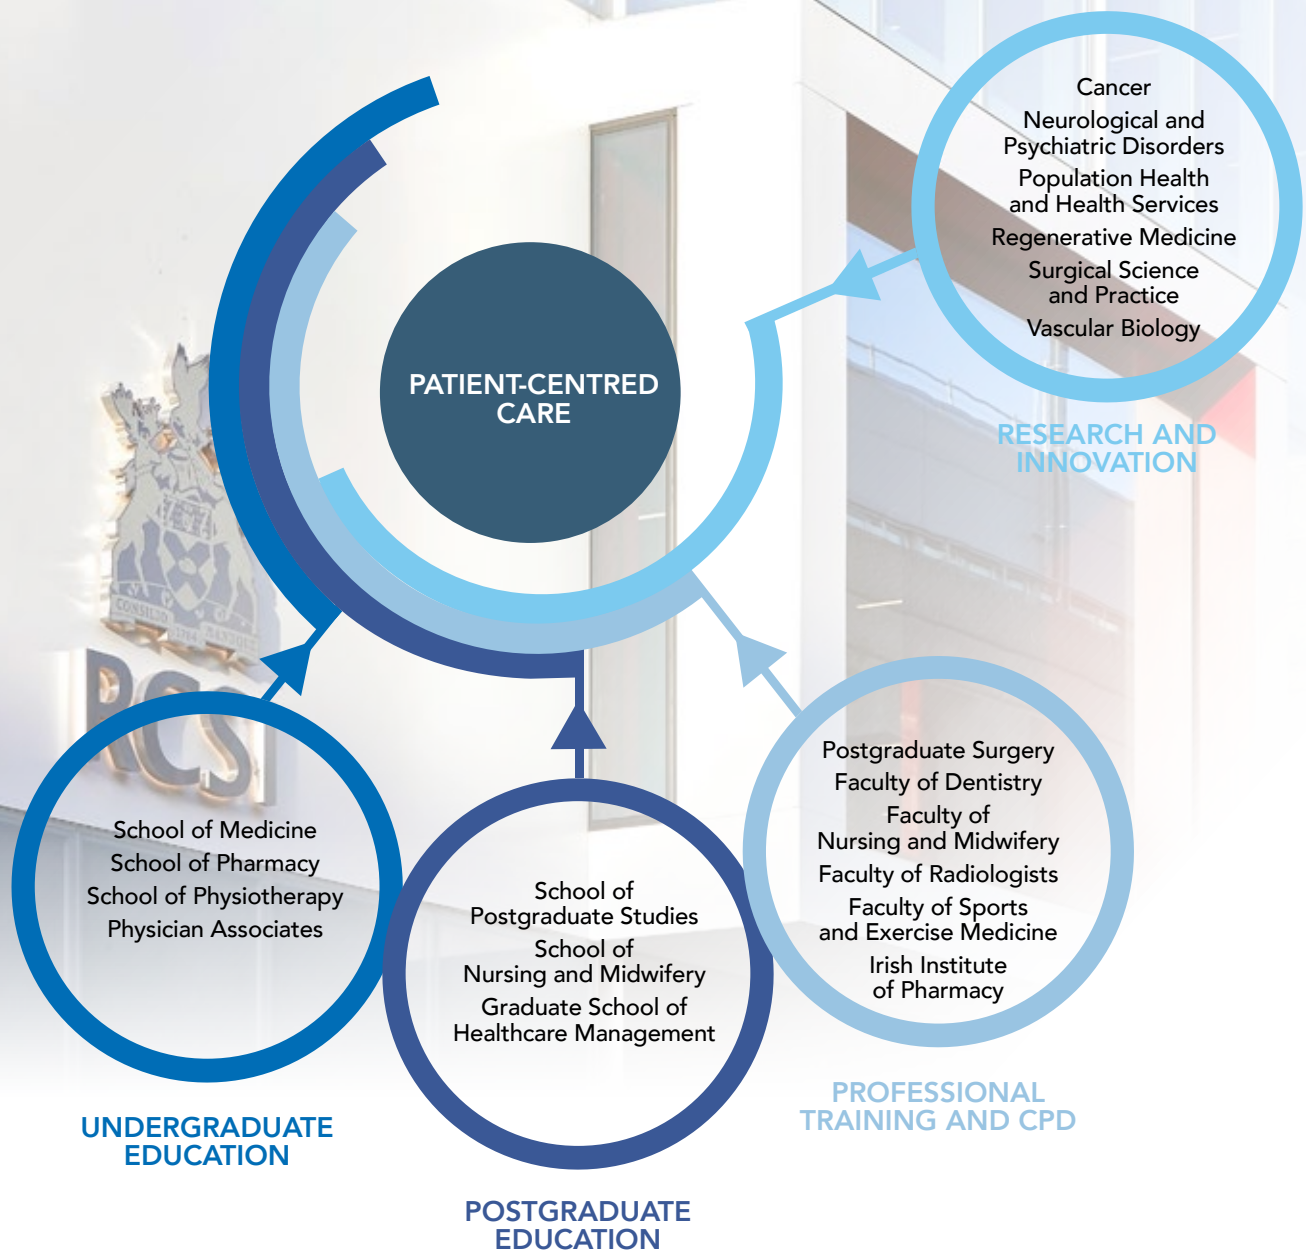 Cancer
Neurological and
Psychiatric Disorders
Population Health
and Health Services
Regenerative Medicine
Surgical Science
and Practice
Vascular Biology
RESEARCH AND
INNOVATION
PATIENT-CENTRED
CARE
CONSILIO
MANUQUE
RCSI
School of Medicine
School of Pharmacy
School of Physiotherapy
Physician Associates
UNDERGRADUATE
EDUCATION
School of
Postgraduate Studies
School of
Nursing and Midwifery
Graduate School of
Healthcare Management
POSTGRADUATE
EDUCATION
Postgraduate Surgery
Faculty of Dentistry
Faculty of
Nursing and Midwifery
Faculty of Radiologists
Faculty of Sports
and Exercise Medicine
Irish Institute
of Pharmacy
PROFESSIONAL
TRAINING AND CPD